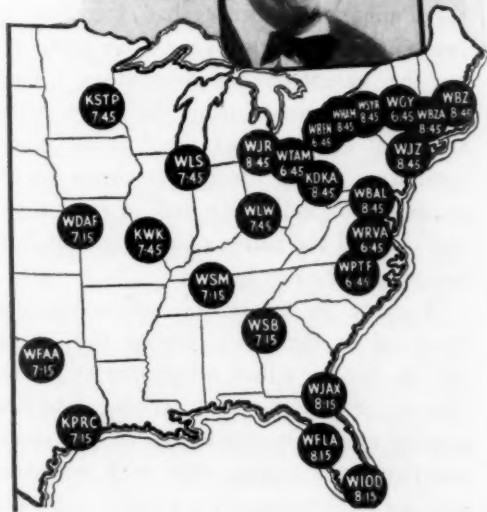 KSTP
7:45
WLS
7:45
WJR
8:45
WTAM
6:45
WREN
6:45
WHAM
8:45
WSYR
8:45
WGY
6:45
WBZA
8:45
WBZ
8:45
WJZ
8:45
KDKA
8:45
WBAL
8:45
WLW
7:45
WRVA
6:45
WPTF
6:45
WDAF
7:15
KWK
7:45
WSM
7:15
WSB
7:15
WFAA
7:15
KPRC
7:15
WJAX
8:15
WFLA
8:15
WIOD
8:15